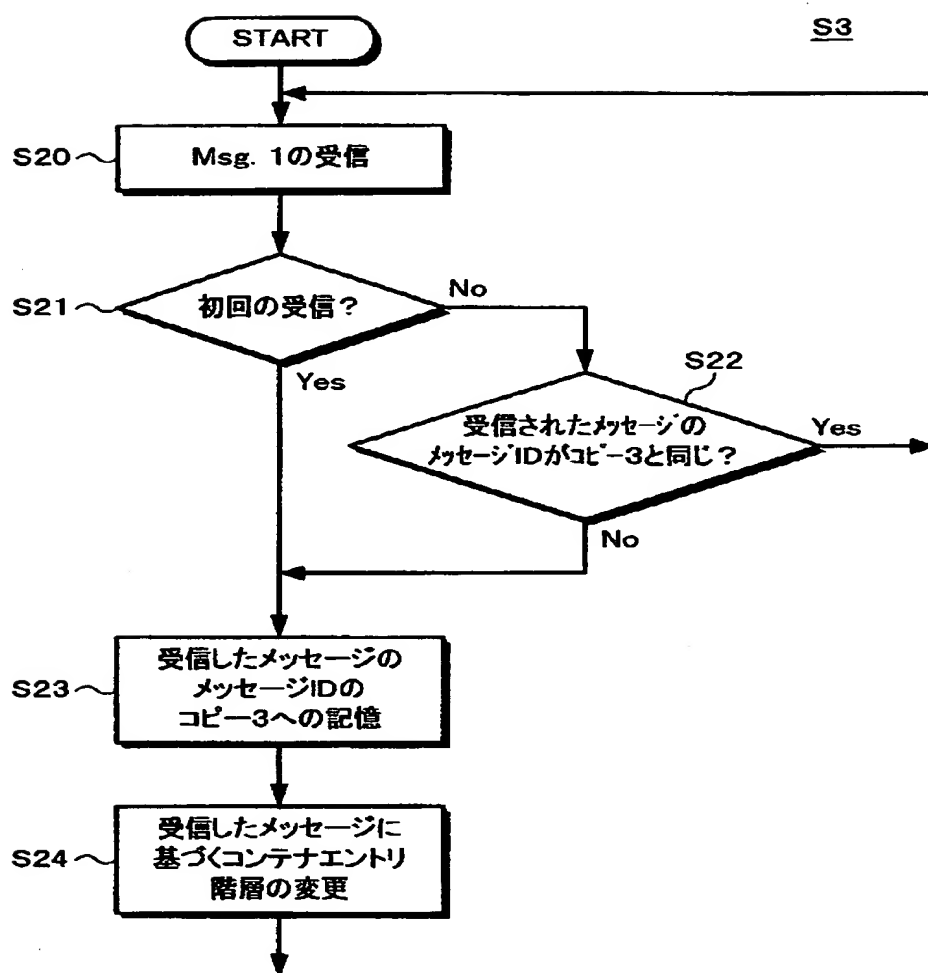 START
S3
S20
Msg. 1の受信
S21
初回の受信？
No
Yes
S22
受信されたメッセージの
メッセージIDがコピー3と同じ？
Yes
No
S23
受信したメッセージの
メッセージIDの
コピー3への記憶
S24
受信したメッセージに
基づくコンテナエントリ
階層の変更